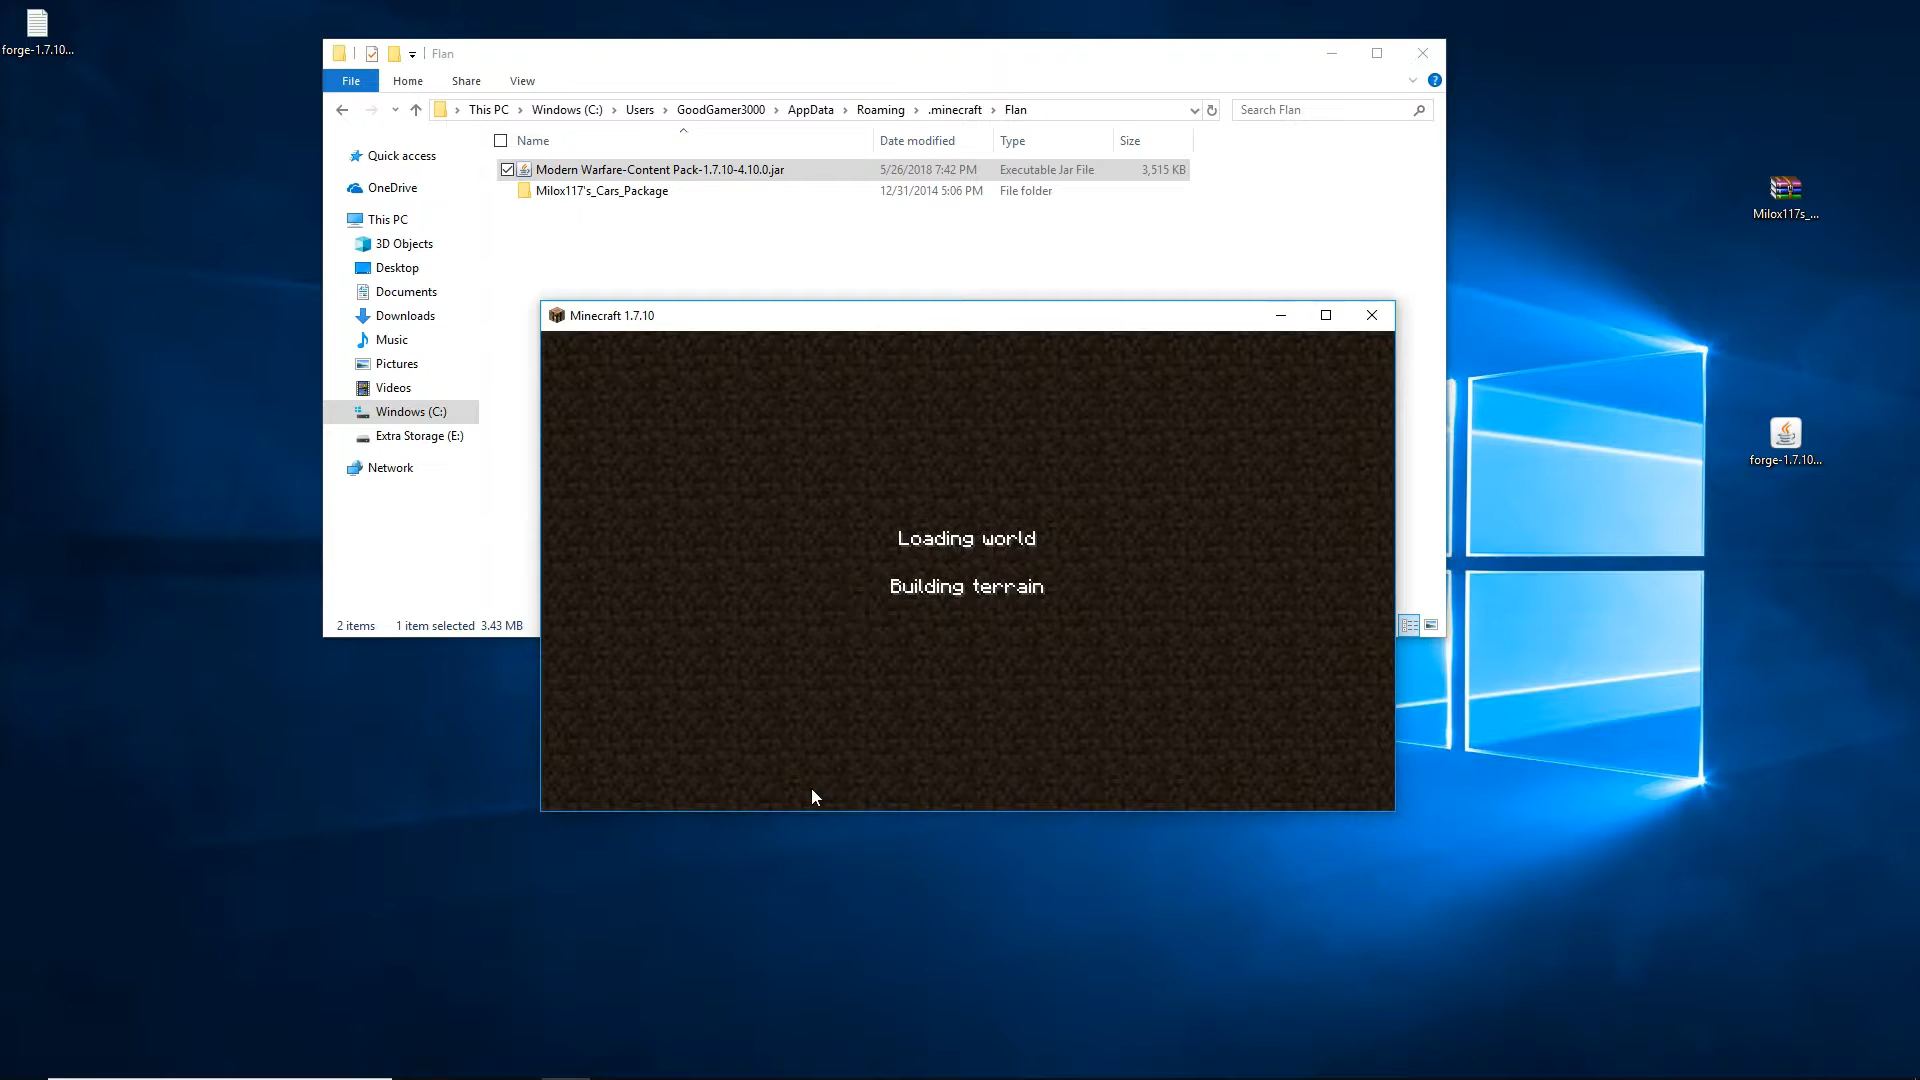 forge-1.7.10...
Flan
File Home Share View
This PC Windows (C:) Users GoodGamer3000 AppData Roaming .minecraft Flan
Search Flan
Name Date modified Type Size
Modern Warfare-Content Pack-1.7.10-4.10.0.jar 5/26/2018 7:42 PM Executable Jar File 3,515 KB
Milox117's_Cars_Package 12/31/2014 5:06 PM File folder
Quick access
OneDrive
This PC
3D Objects
Desktop
Documents
Downloads
Music
Pictures
Videos
Windows (C:)
Extra Storage (E:)
Network
2 items 1 item selected 3.43 MB
Minecraft 1.7.10
Loading world
Building terrain
Milox117s_...
forge-1.7.10...